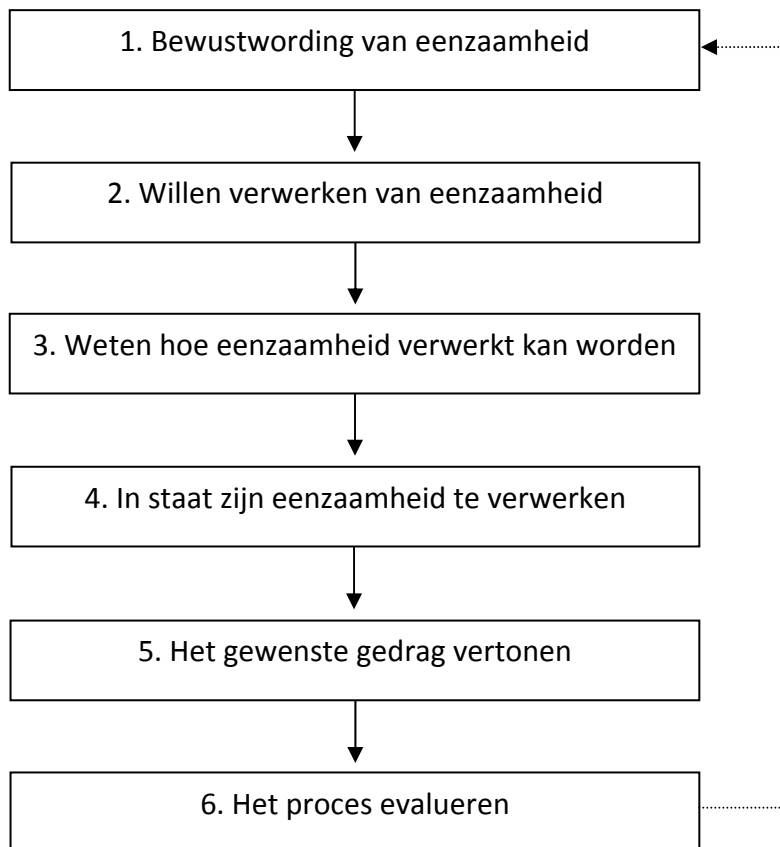 1. Bewustwording van eenzaamheid
2. Willen verwerken van eenzaamheid
3. Weten hoe eenzaamheid verwerkt kan worden
4. In staat zijn eenzaamheid te verwerken
5. Het gewenste gedrag vertonen
6. Het proces evalueren